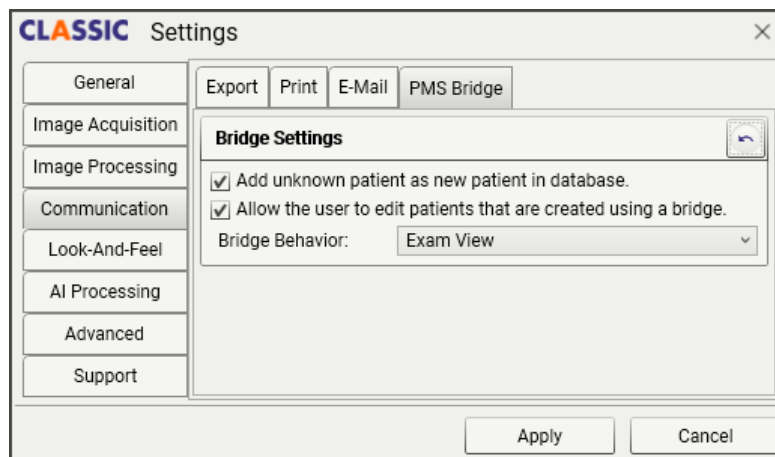 CLASSIC Settings
General
Image Acquisition
Image Processing
Communication
Look-And-Feel
AI Processing
Advanced
Support
Export Print E-Mail PMS Bridge
Bridge Settings
Add unknown patient as new patient in database.
Allow the user to edit patients that are created using a bridge.
Bridge Behavior: Exam View
Apply Cancel